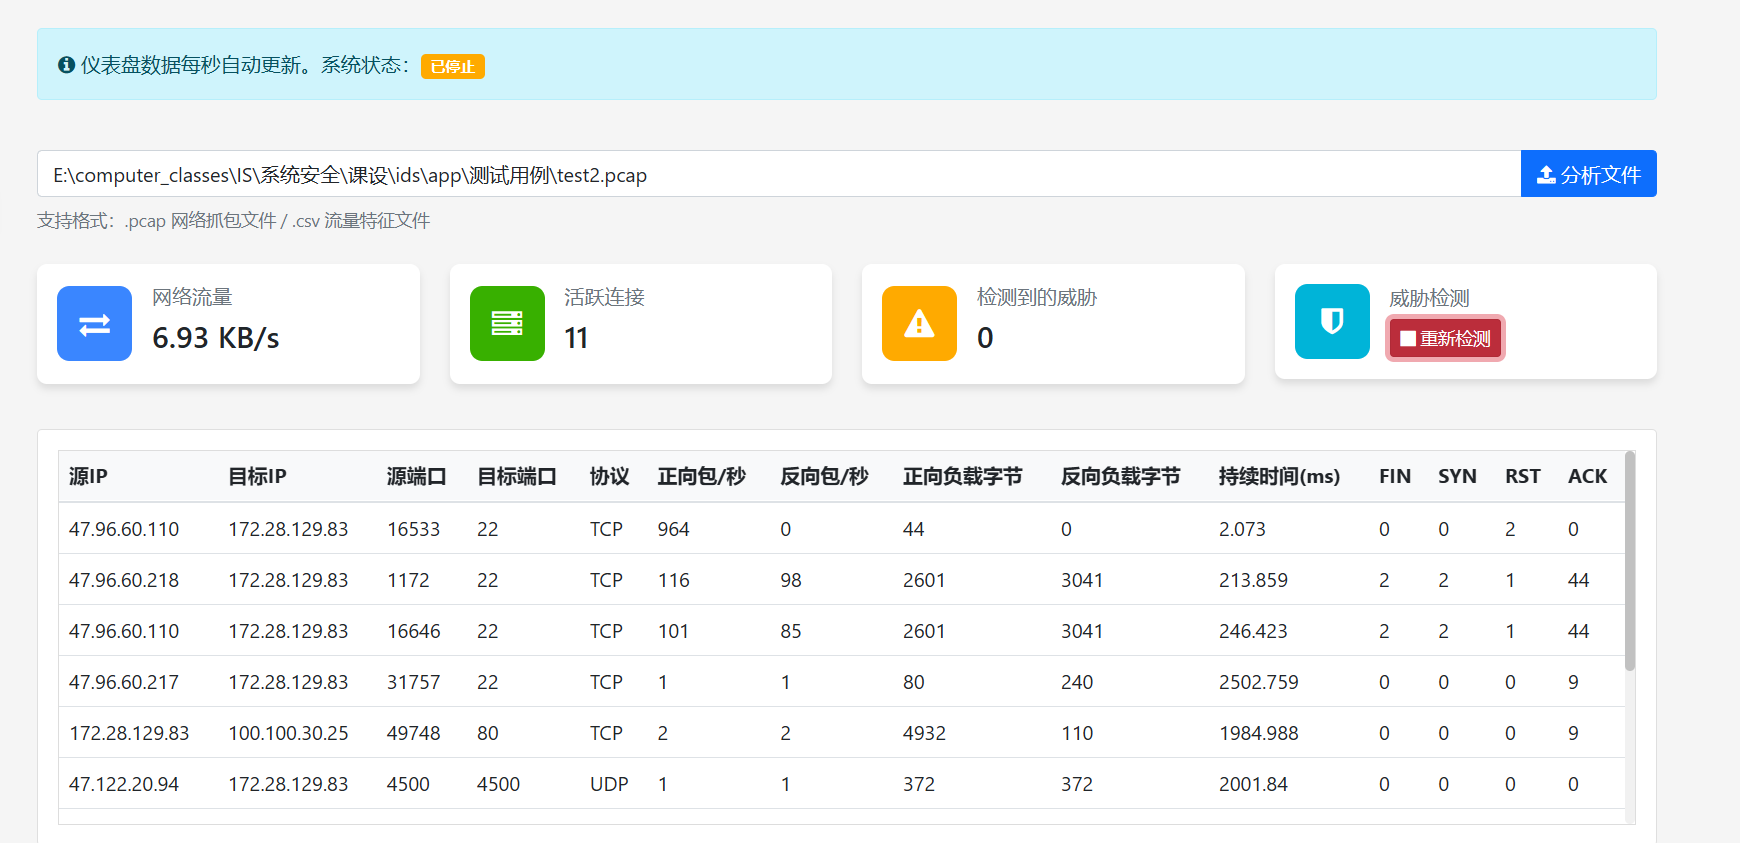 仪表盘数据每秒自动更新。系统状态： 已停止
E:\computer_classes\IS\系统安全\课设\ids\app\测试用例\test2.pcap 分析文件
支持格式：.pcap 网络抓包文件 / .csv 流量特征文件
网络流量
6.93 KB/s
活跃连接
11
检测到的威胁
0
威胁检测
重新检测
源IP 目标IP 源端口 目标端口 协议 正向包/秒 反向包/秒 正向负载字节 反向负载字节 持续时间(ms) FIN SYN RST ACK
47.96.60.110 172.28.129.83 16533 22 TCP 964 0 44 0 2.073 0 0 2 0
47.96.60.218 172.28.129.83 1172 22 TCP 116 98 2601 3041 213.859 2 2 1 44
47.96.60.110 172.28.129.83 16646 22 TCP 101 85 2601 3041 246.423 2 2 1 44
47.96.60.217 172.28.129.83 31757 22 TCP 1 1 80 240 2502.759 0 0 0 9
172.28.129.83 100.100.30.25 49748 80 TCP 2 2 4932 110 1984.988 0 0 0 9
47.122.20.94 172.28.129.83 4500 4500 UDP 1 1 372 372 2001.84 0 0 0 0